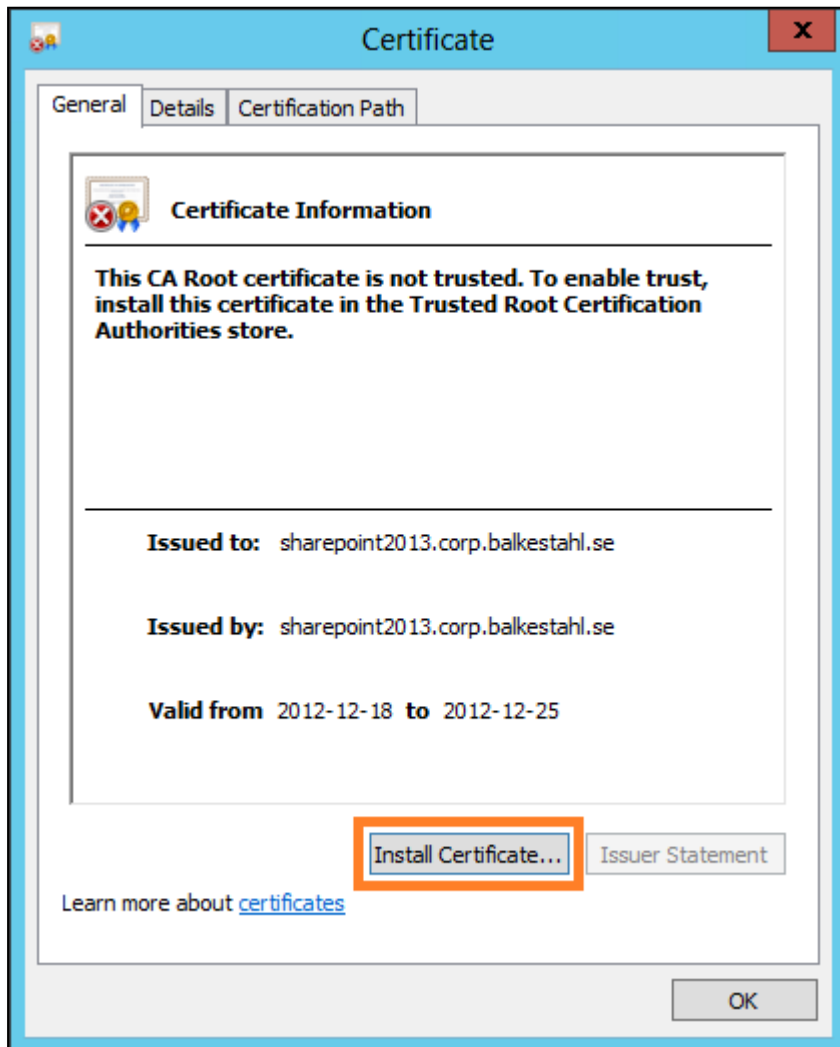 Certificate
x
General Details Certification Path
Certificate Information
This CA Root certificate is not trusted. To enable trust,
install this certificate in the Trusted Root Certification
Authorities store.
Issued to: sharepoint2013.corp.balkestahl.se
Issued by: sharepoint2013.corp.balkestahl.se
Valid from 2012-12-18 to 2012-12-25
Install Certificate... Issuer Statement
Learn more about certificates
OK